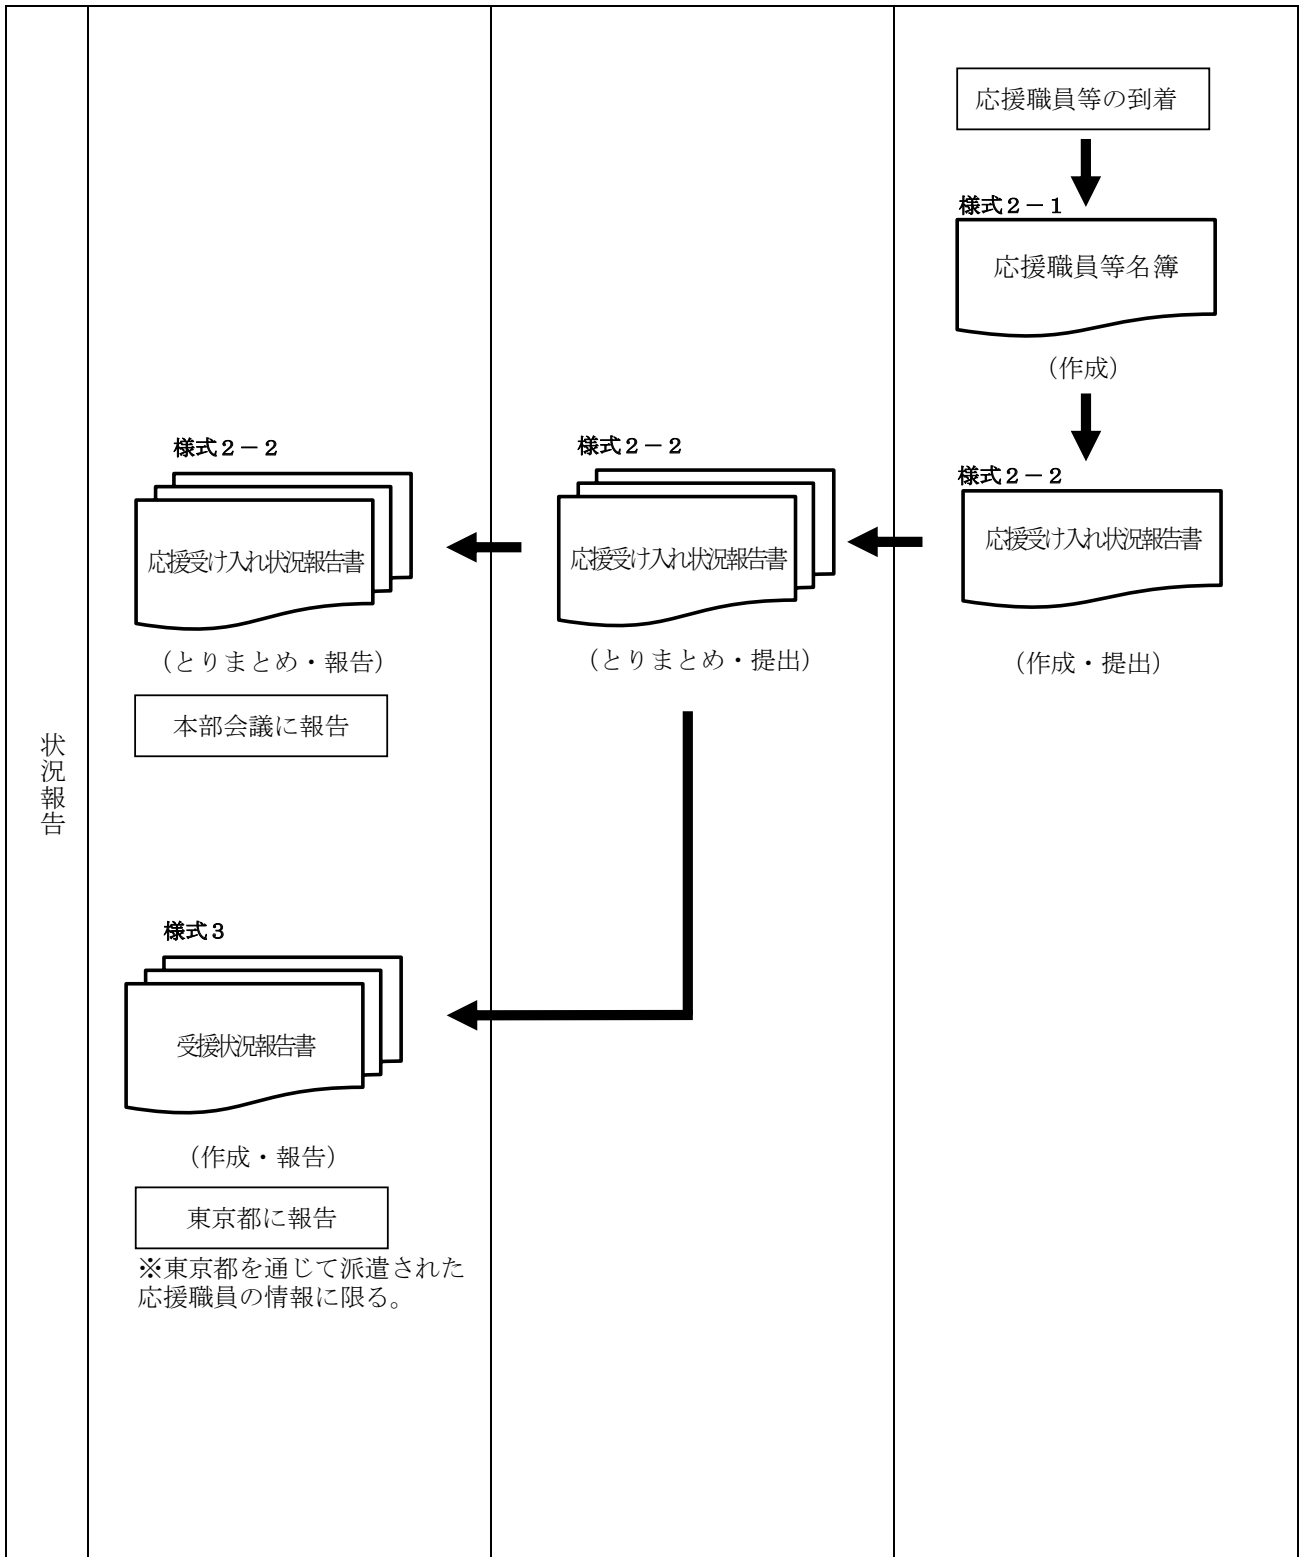 状況報告
応援職員等の到着
様式2－1
応援職員等名簿
（作成）
様式2－2
応援受け入れ状況報告書
（作成・提出）
様式2－2
応援受け入れ状況報告書
（とりまとめ・提出）
様式2－2
応援受け入れ状況報告書
（とりまとめ・報告）
本部会議に報告
様式3
受援状況報告書
（作成・報告）
東京都に報告
※東京都を通じて派遣された
応援職員の情報に限る。